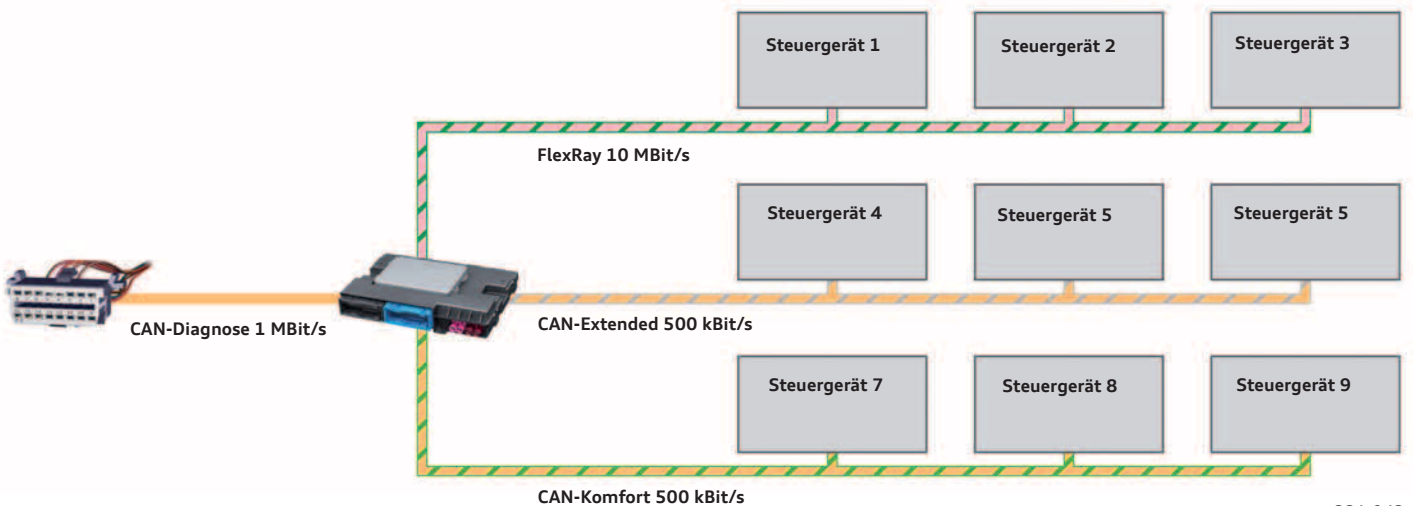 Steuergerät 1
Steuergerät 2
Steuergerät 3
FlexRay 10 MBit/s
Steuergerät 4
Steuergerät 5
Steuergerät 5
CAN-Diagnose 1 MBit/s
CAN-Extended 500 kBit/s
Steuergerät 7
Steuergerät 8
Steuergerät 9
CAN-Komfort 500 kBit/s